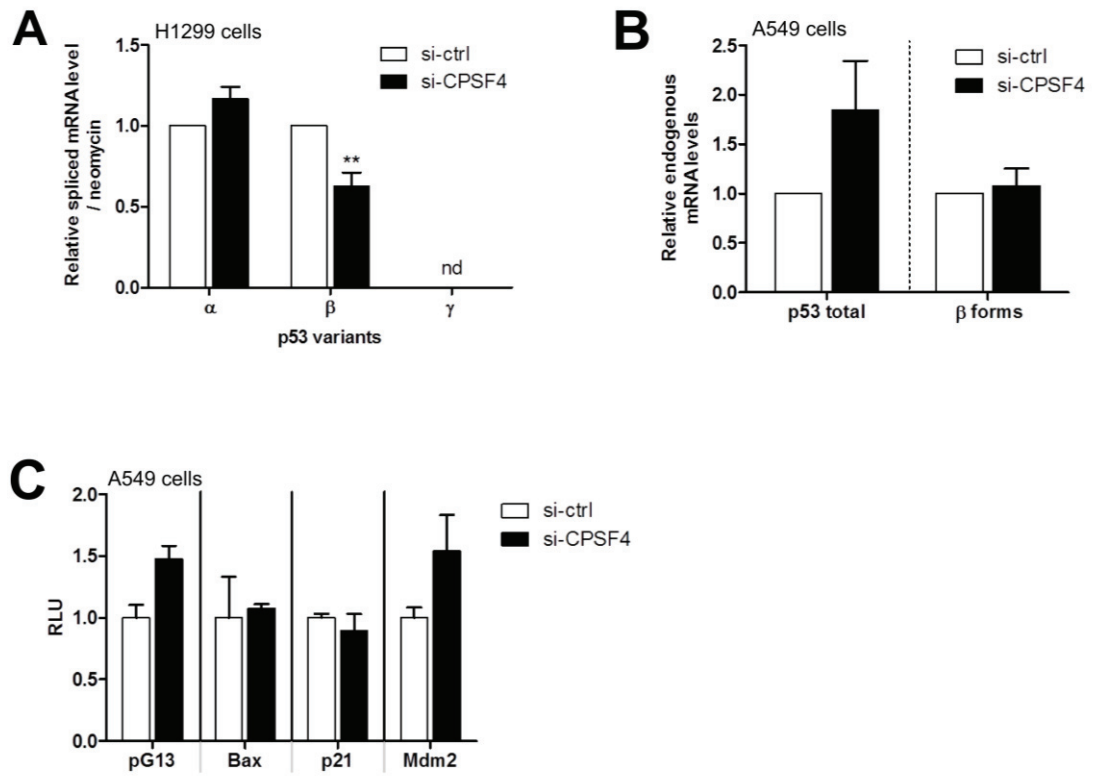 A
H1299 cells
Relative spliced mRNA level
/ neomycin
1.5
1.0
0.5
0.0
si-ctrl
si-CPSF4
**
nd
α
β
γ
p53 variants
B
A549 cells
Relative endogenous
mRNA levels
2.5
2.0
1.5
1.0
0.5
0.0
si-ctrl
si-CPSF4
p53 total
β forms
C
A549 cells
RLU
2.0
1.5
1.0
0.5
0.0
si-ctrl
si-CPSF4
pG13
Bax
p21
Mdm2